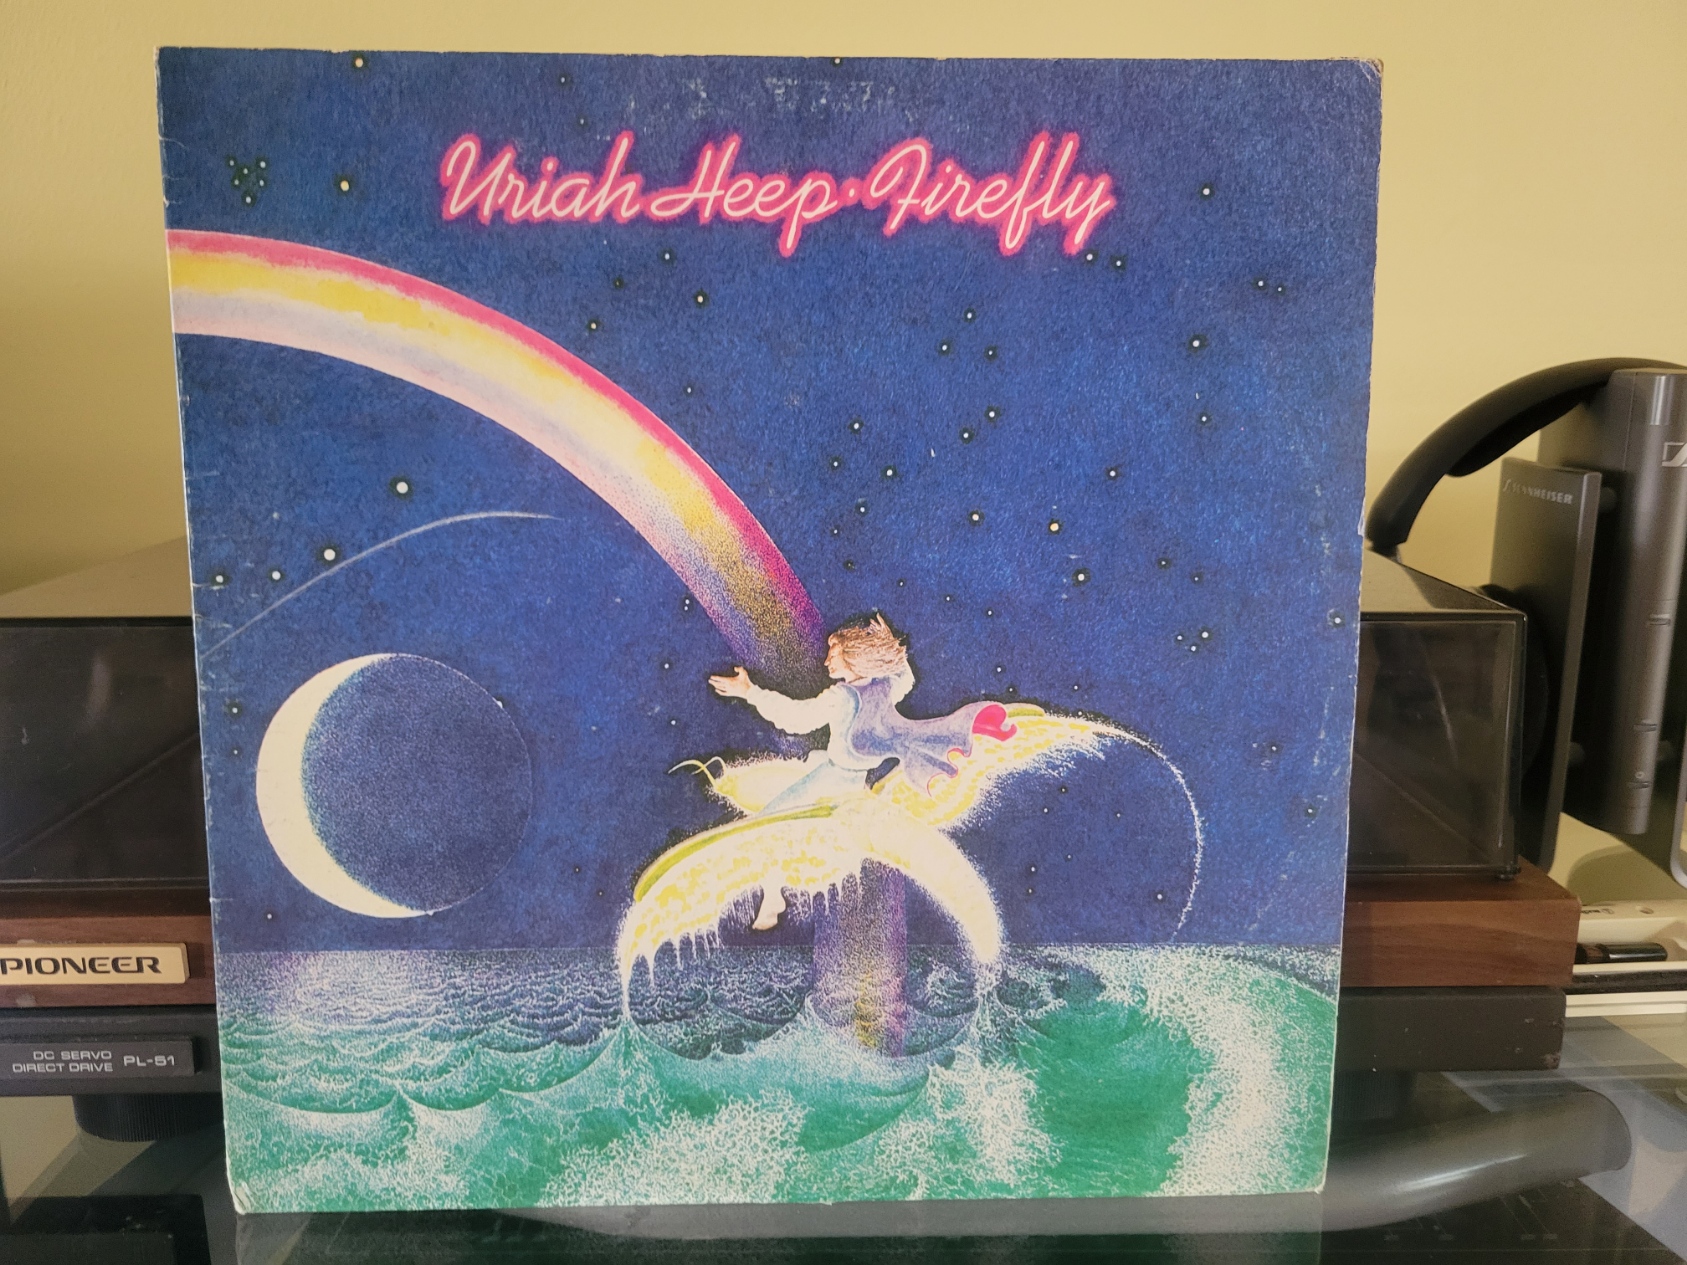 Uriah Heep · Firefly
SENNHEISER
PIONEER
DC SERVO
DIRECT DRIVE
PL-51